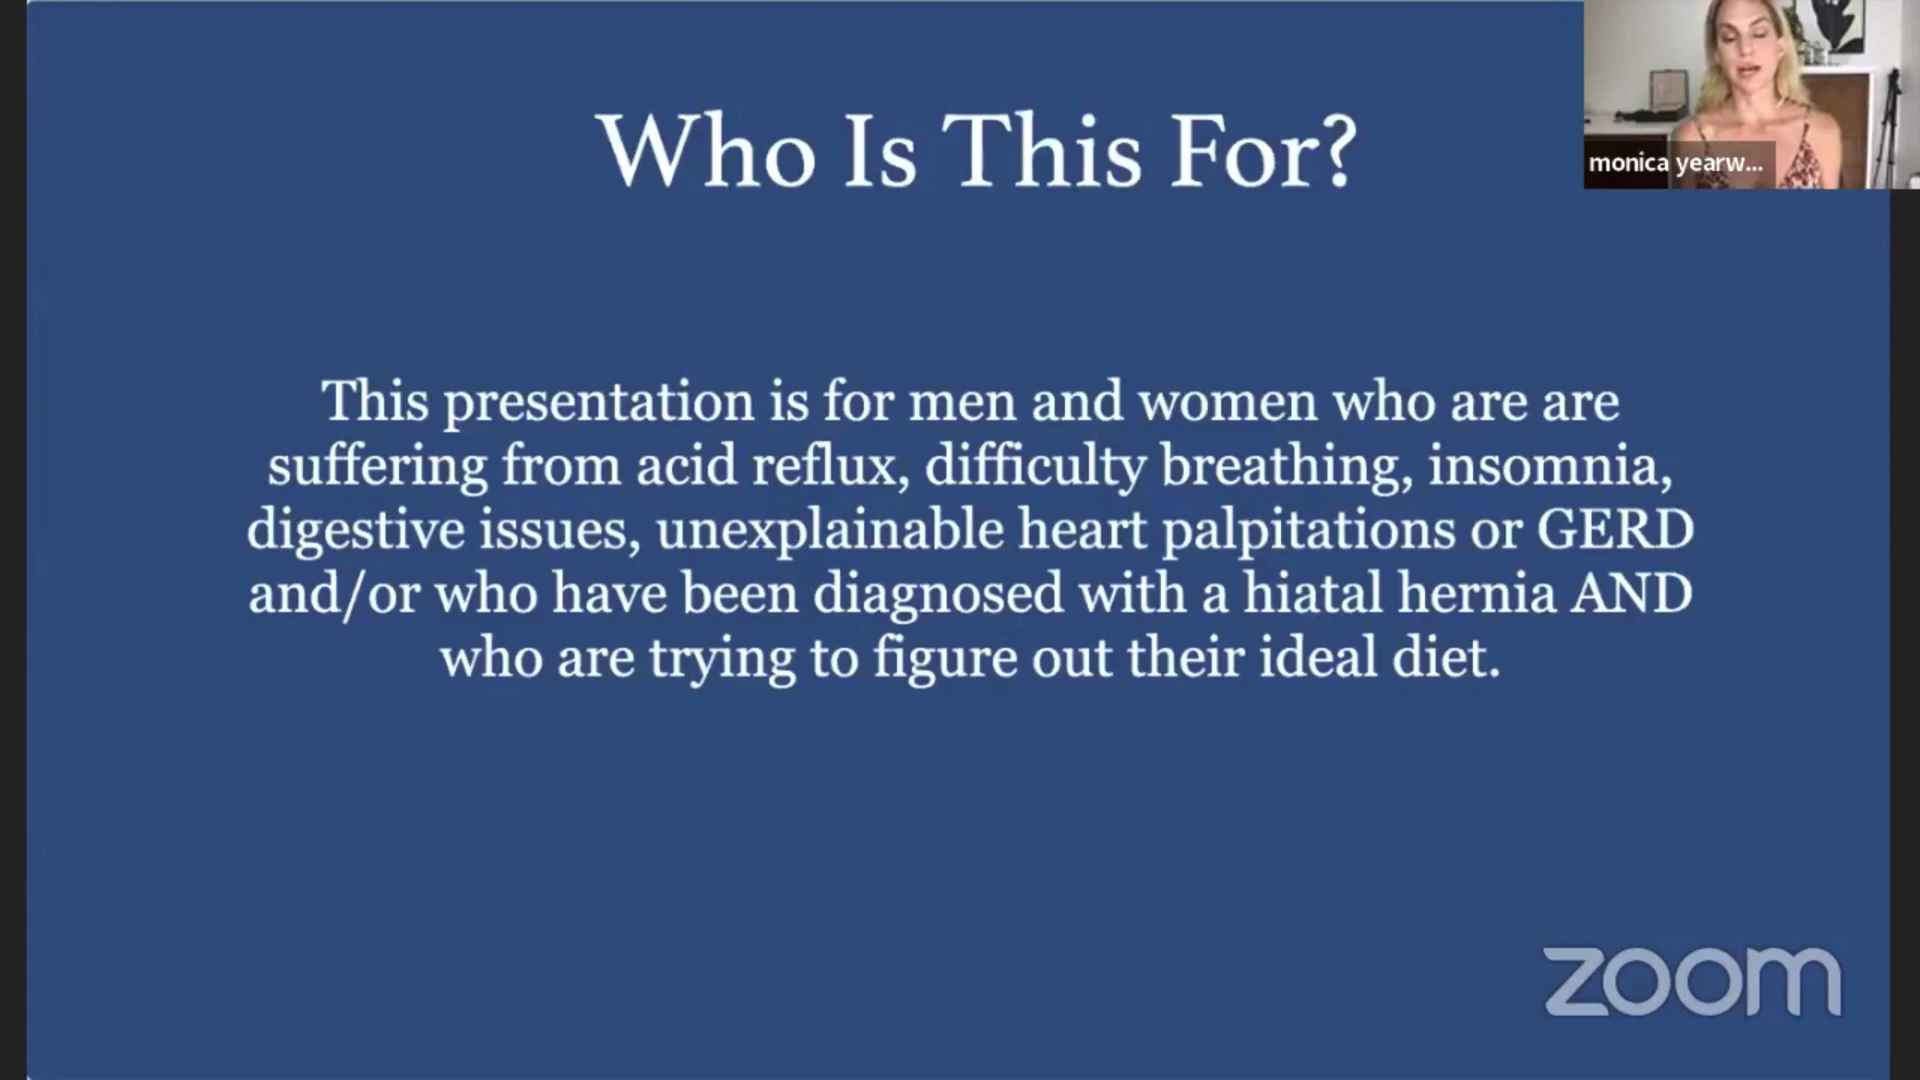 Who Is This For?
monica yearw...
This presentation is for men and women who are are
suffering from acid reflux, difficulty breathing, insomnia,
digestive issues, unexplainable heart palpitations or GERD
and/or who have been diagnosed with a hiatal hernia AND
who are trying to figure out their ideal diet.
zoom